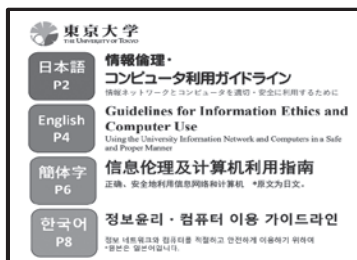 東京大学
THE UNIVERSITY OF TOKYO
日本語
P2
情報倫理・
コンピュータ利用ガイドライン
情報ネットワークとコンピュータを適切・安全に利用するために
English
P4
Guidelines for Information Ethics and
Computer Use
Using the University Information Network and Computers in a Safe
and Proper Manner
簡体字
P6
信息伦理及计算机利用指南
正确、安全地利用信息网络和计算机 *原文为日文。
한국어
P8
정보윤리・컴퓨터 이용 가이드라인
정보 네트워크와 컴퓨터를 적절하고 안전하게 이용하기 위하여
*원본은 일본어입니다.